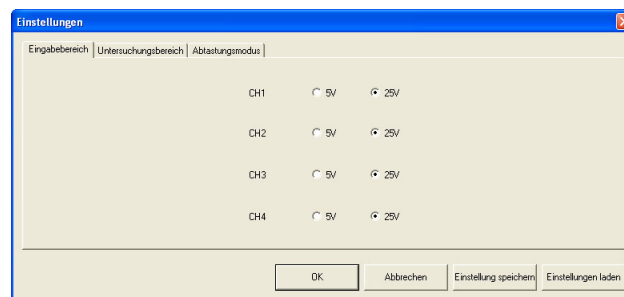 Einstellungen
Eingabebereich Untersuchungsbereich Abtastungsmodus
CH1 5V 25V
CH2 5V 25V
CH3 5V 25V
CH4 5V 25V
OK Abbrechen Einstellung speichern Einstellungen laden